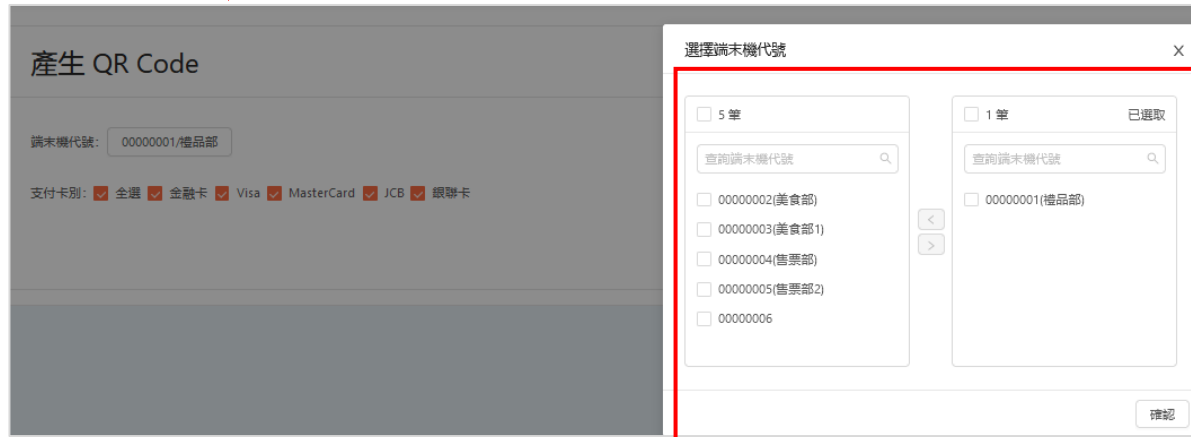 產生 QR Code
端末機代號: 00000001/禮品部
支付卡別: 全選 金融卡 Visa MasterCard JCB 銀聯卡
選擇端末機代號 X
5 筆
查詢端末機代號
00000002(美食部)
00000003(美食部1)
00000004(售票部)
00000005(售票部2)
00000006
< 
>
1 筆 已選取
查詢端末機代號
00000001(禮品部)
確認